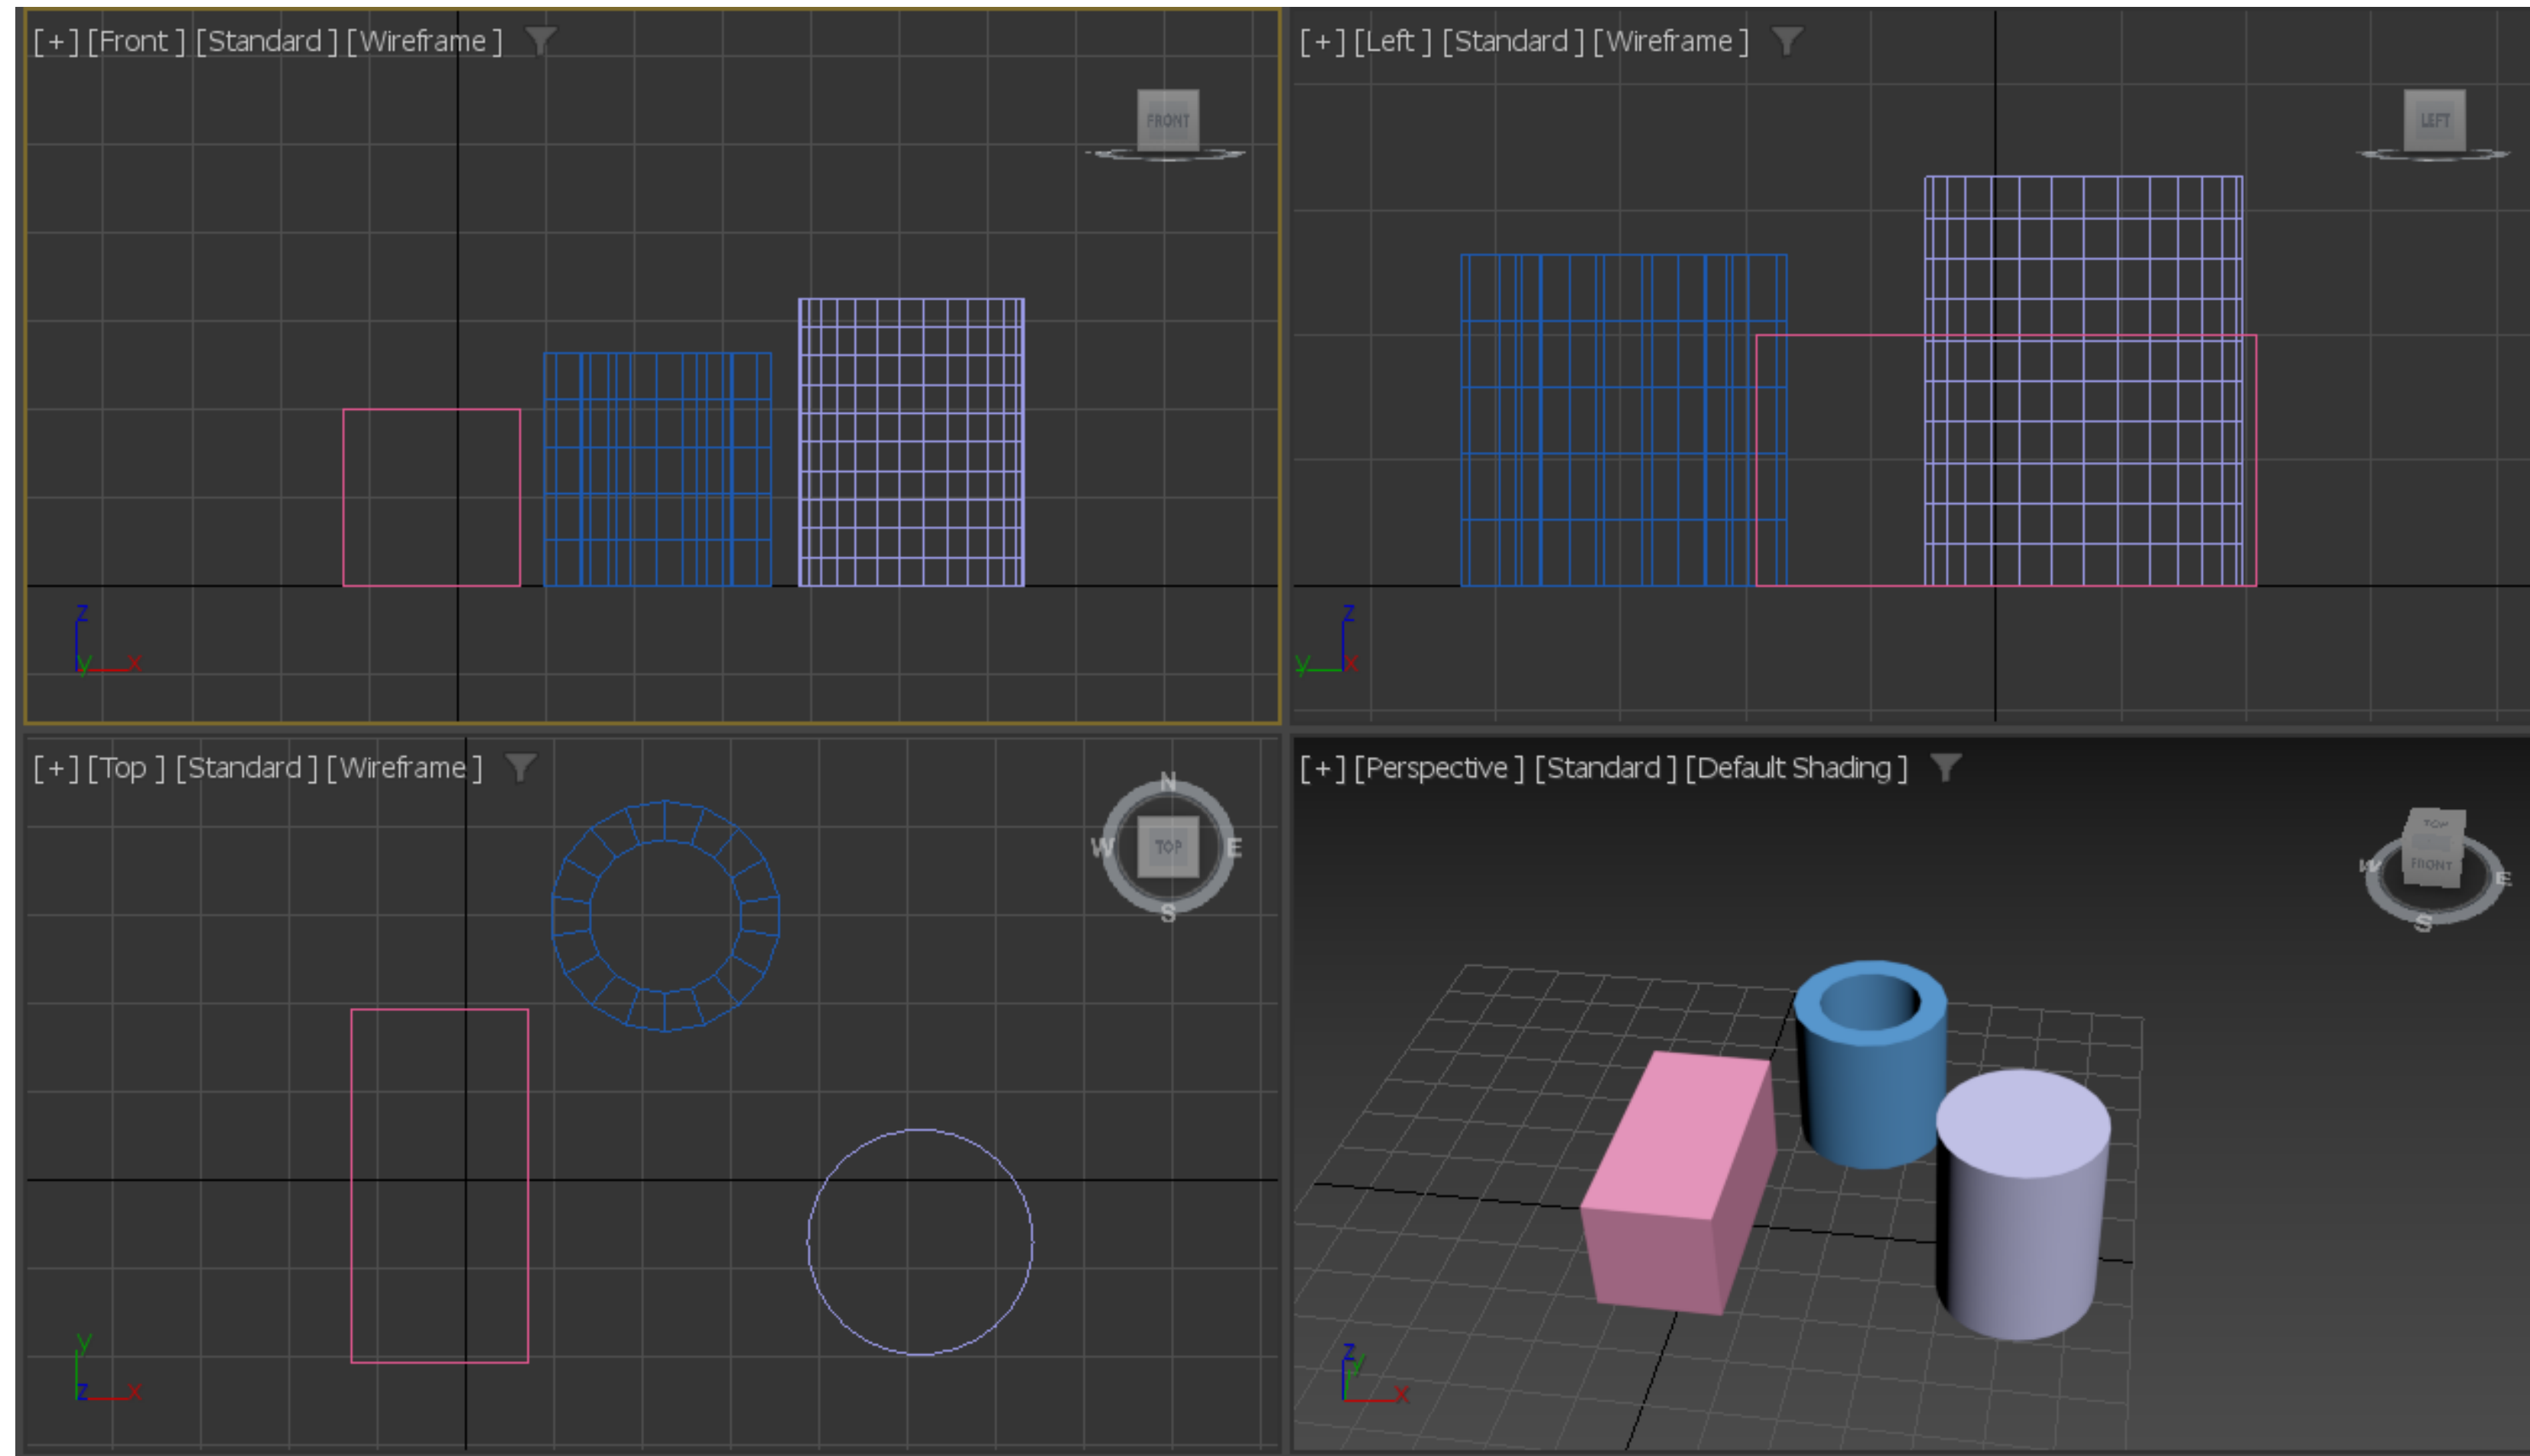 [+] [Front ] [Standard ] [Wireframe ]
FRONT
z
y x
[+] [Left ] [Standard ] [Wireframe ]
LEFT
z
y x
[+] [Top ] [Standard ] [Wireframe ]
N
W TOP E
S
y
z x
[+] [Perspective ] [Standard ] [Default Shading ]
TOP
W FRONT E
S
z y
x